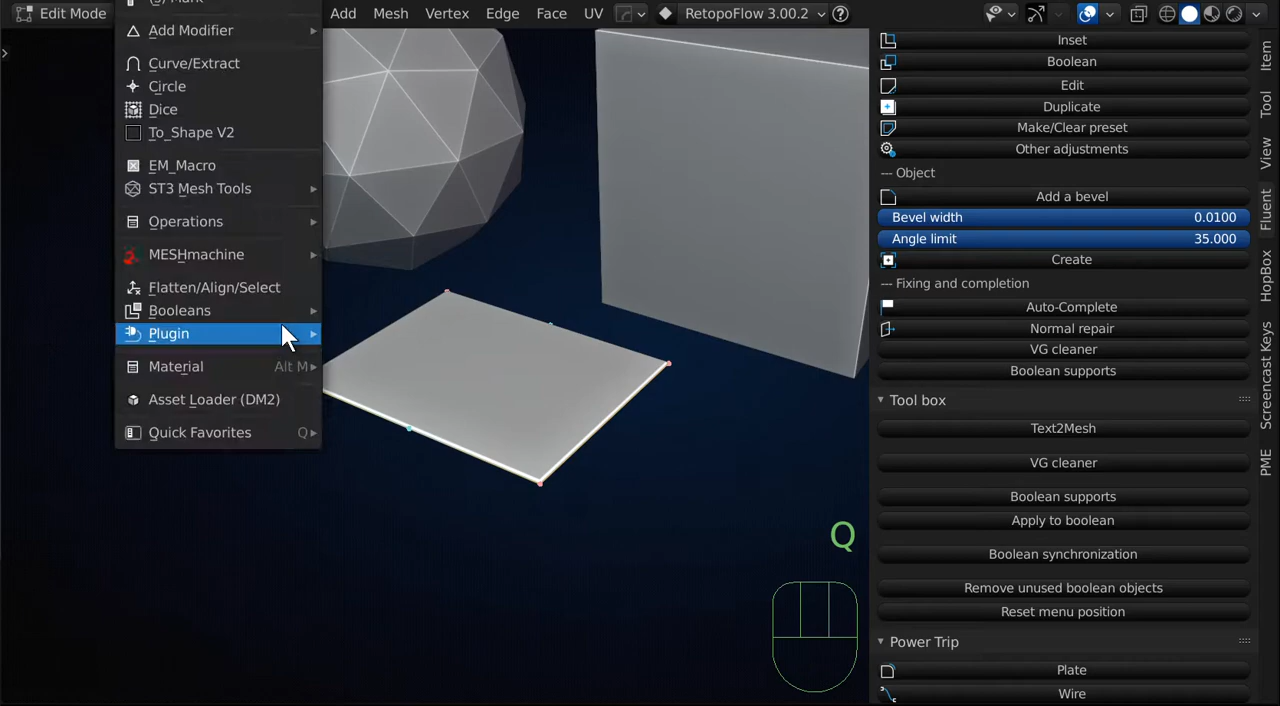 Edit Mode
Add Mesh Vertex Edge Face UV RetopoFlow 3.00.2
Add Modifier
Curve/Extract
Circle
Dice
To_Shape V2
EM_Macro
ST3 Mesh Tools
Operations
MESHmachine
Flatten/Align/Select
Booleans
Plugin
Material Alt M
Asset Loader (DM2)
Quick Favorites Q
Q
Inset
Boolean
Edit
Duplicate
Make/Clear preset
Other adjustments
--- Object
Add a bevel
Bevel width 0.0100
Angle limit 35.000
Create
--- Fixing and completion
Auto-Complete
Normal repair
VG cleaner
Boolean supports
Tool box
Text2Mesh
VG cleaner
Boolean supports
Apply to boolean
Boolean synchronization
Remove unused boolean objects
Reset menu position
Power Trip
Plate
Wire
Item
Tool
View
Fluent
HopBox
Screencast Keys
PME